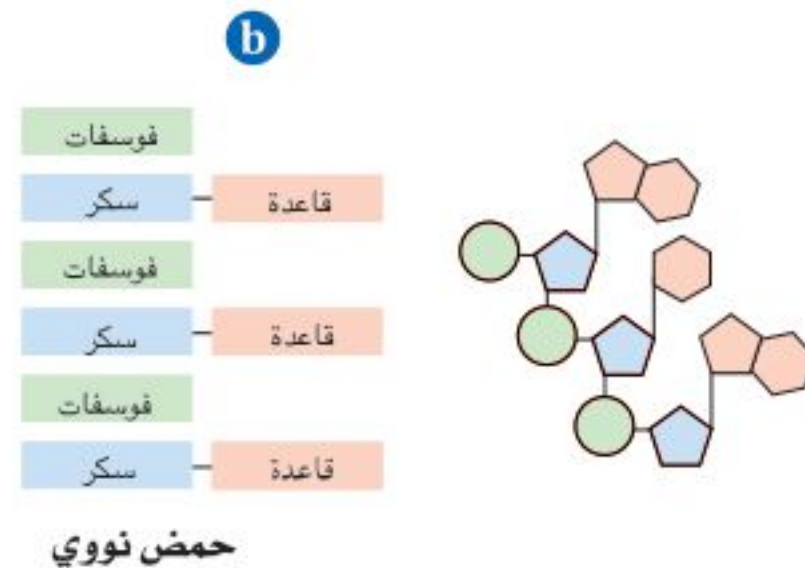 b
فوسفات
سكر قاعدة
فوسفات
سكر قاعدة
فوسفات
سكر قاعدة
حمض نووي